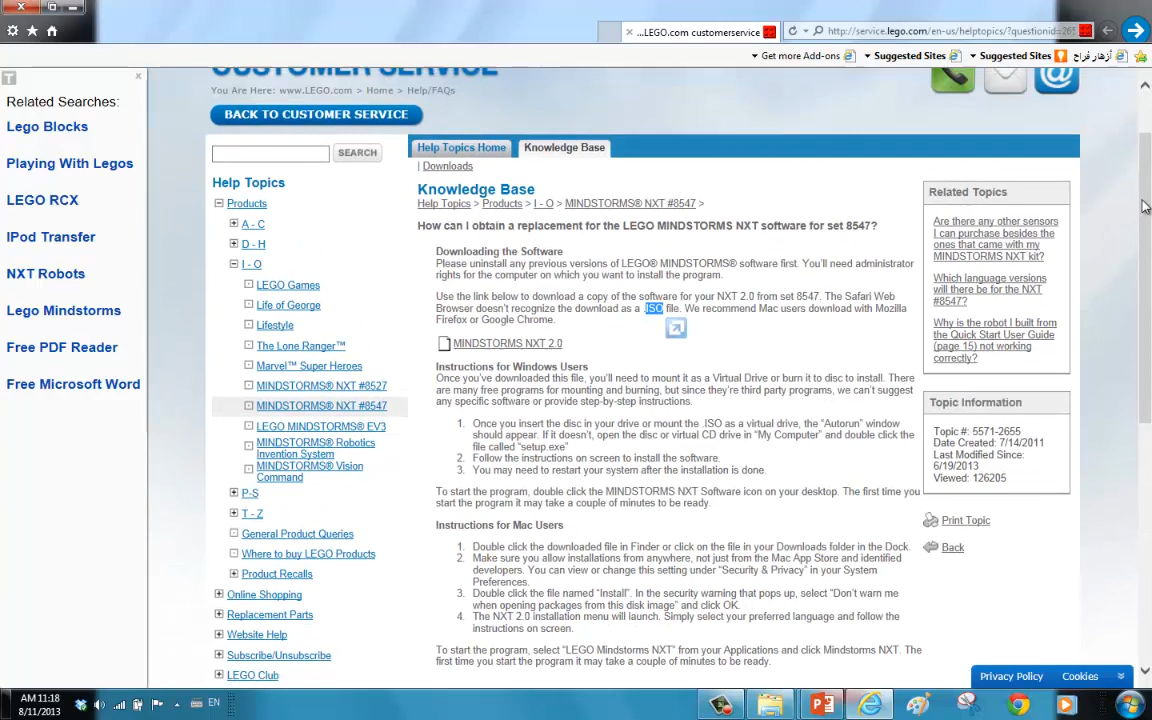 ...LEGO.com customerservice
http://service.lego.com/en-us/helptopics/?questionid=265
Get more Add-ons
Suggested Sites
Suggested Sites
أزهار فراح
T
Related Searches:
Lego Blocks
Playing With Legos
LEGO RCX
IPod Transfer
NXT Robots
Lego Mindstorms
Free PDF Reader
Free Microsoft Word
CUSTOMER SERVICE
You Are Here: www.LEGO.com > Home > Help/FAQs
BACK TO CUSTOMER SERVICE
SEARCH
Help Topics
Products
A - C
D - H
I - O
LEGO Games
Life of George
Lifestyle
The Lone Ranger™
Marvel™ Super Heroes
MINDSTORMS® NXT #8527
MINDSTORMS® NXT #8547
LEGO MINDSTORMS® EV3
MINDSTORMS® Robotics
Invention System
MINDSTORMS® Vision
Command
P-S
T - Z
General Product Queries
Where to buy LEGO Products
Product Recalls
Online Shopping
Replacement Parts
Website Help
Subscribe/Unsubscribe
LEGO Club
Help Topics Home
Knowledge Base
| Downloads
Knowledge Base
Help Topics > Products > I - O > MINDSTORMS® NXT #8547 >
How can I obtain a replacement for the LEGO MINDSTORMS NXT software for set 8547?
Downloading the Software
Please uninstall any previous versions of LEGO® MINDSTORMS® software first. You'll need administrator
rights for the computer on which you want to install the program.
Use the link below to download a copy of the software for your NXT 2.0 from set 8547. The Safari Web
Browser doesn't recognize the download as a .ISO file. We recommend Mac users download with Mozilla
Firefox or Google Chrome.
MINDSTORMS NXT 2.0
Instructions for Windows Users
Once you've downloaded this file, you'll need to mount it as a Virtual Drive or burn it to disc to install. There
are many free programs for mounting and burning, but since they're third party programs, we can't suggest
any specific software or provide step-by-step instructions.
1. Once you insert the disc in your drive or mount the .ISO as a virtual drive, the "Autorun" window
should appear. If it doesn't, open the disc or virtual CD drive in "My Computer" and double click the
file called "setup.exe"
2. Follow the instructions on screen to install the software.
3. You may need to restart your system after the installation is done.
To start the program, double click the MINDSTORMS NXT Software icon on your desktop. The first time you
start the program it may take a couple of minutes to be ready.
Instructions for Mac Users
1. Double click the downloaded file in Finder or click on the file in your Downloads folder in the Dock.
2. Make sure you allow installations from anywhere, not just from the Mac App Store and identified
developers. You can view or change this setting under "Security & Privacy" in your System
Preferences.
3. Double click the file named "Install". In the security warning that pops up, select "Don't warn me
when opening packages from this disk image" and click OK.
4. The NXT 2.0 installation menu will launch. Simply select your preferred language and follow the
instructions on screen.
To start the program, select "LEGO Mindstorms NXT" from your Applications and click Mindstorms NXT. The
first time you start the program it may take a couple of minutes to be ready.
Related Topics
Are there any other sensors
I can purchase besides the
ones that came with my
MINDSTORMS NXT kit?
Which language versions
will there be for the NXT
#8547?
Why is the robot I built from
the Quick Start User Guide
(page 15) not working
correctly?
Topic Information
Topic #: 5571-2655
Date Created: 7/14/2011
Last Modified Since:
6/19/2013
Viewed: 126205
Print Topic
Back
Privacy Policy
Cookies
AM 11:18
8/11/2013
EN